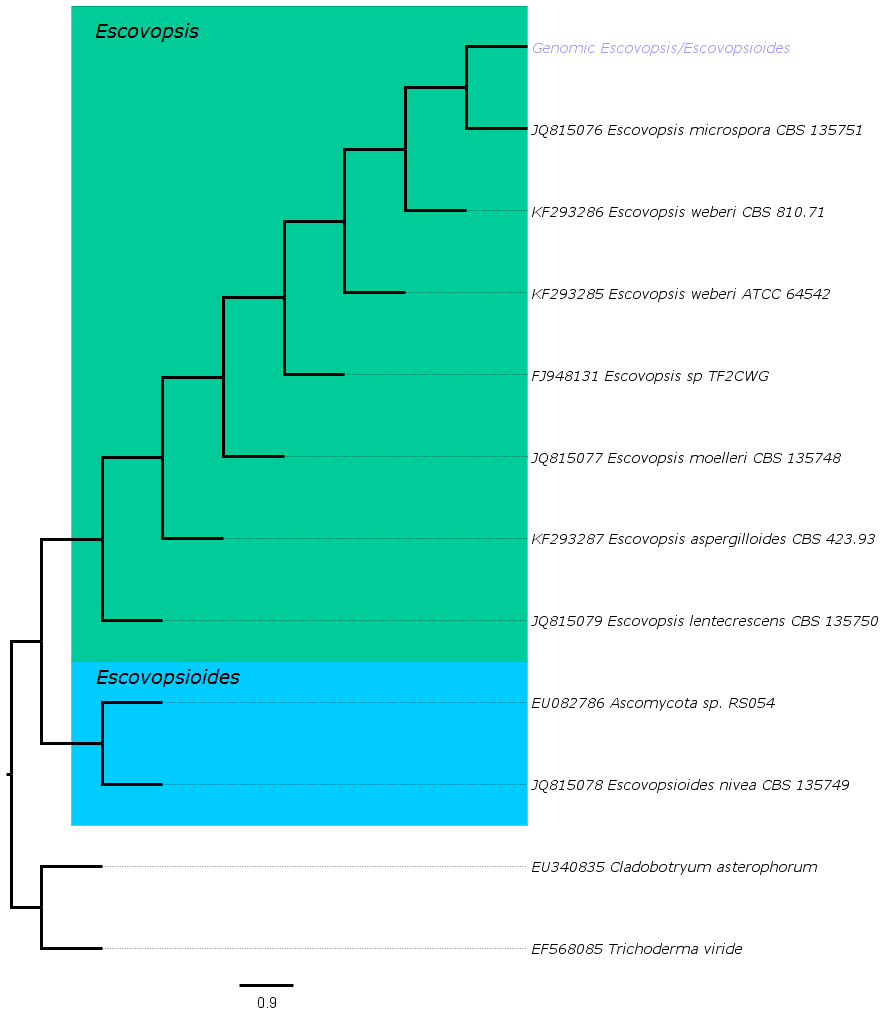 Escovopsis
Genomic Escovopsis/Escovopsioides
JQ815076 Escovopsis microspora CBS 135751
KF293286 Escovopsis weberi CBS 810.71
KF293285 Escovopsis weberi ATCC 64542
FJ948131 Escovopsis sp TF2CWG
JQ815077 Escovopsis moelleri CBS 135748
KF293287 Escovopsis aspergilloides CBS 423.93
JQ815079 Escovopsis lentecrescens CBS 135750
Escovopsioides
EU082786 Ascomycota sp. RS054
JQ815078 Escovopsioides nivea CBS 135749
EU340835 Cladobotryum asterophorum
EF568085 Trichoderma viride
0.9